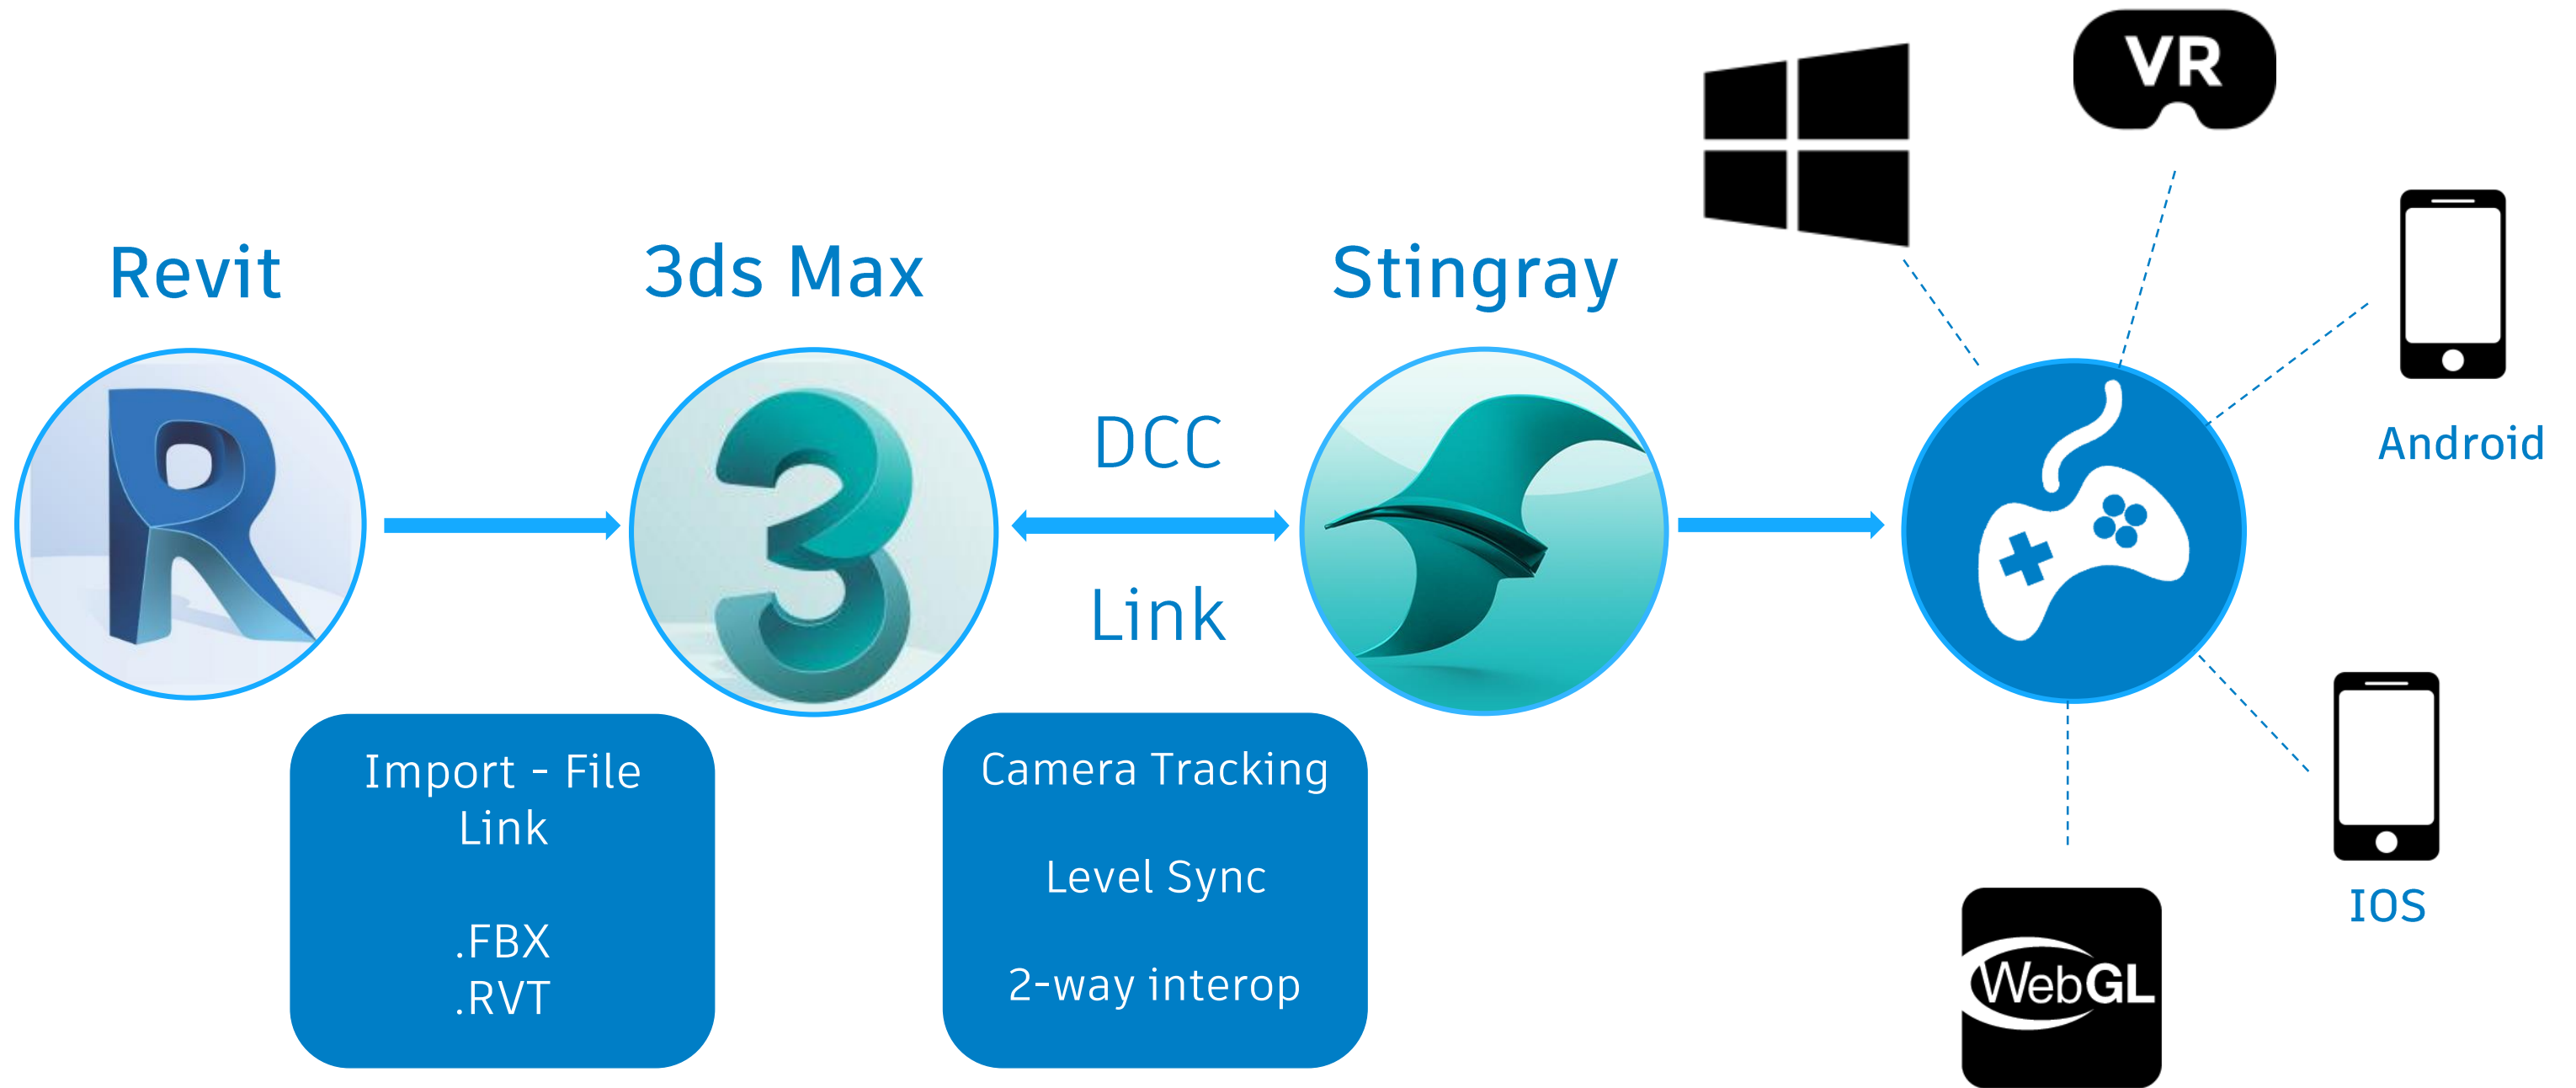 VR
Revit
3ds Max
Stingray
DCC
Link
Android
Import - File
Link
.FBX
.RVT
Camera Tracking
Level Sync
2-way interop
IOS
WebGL